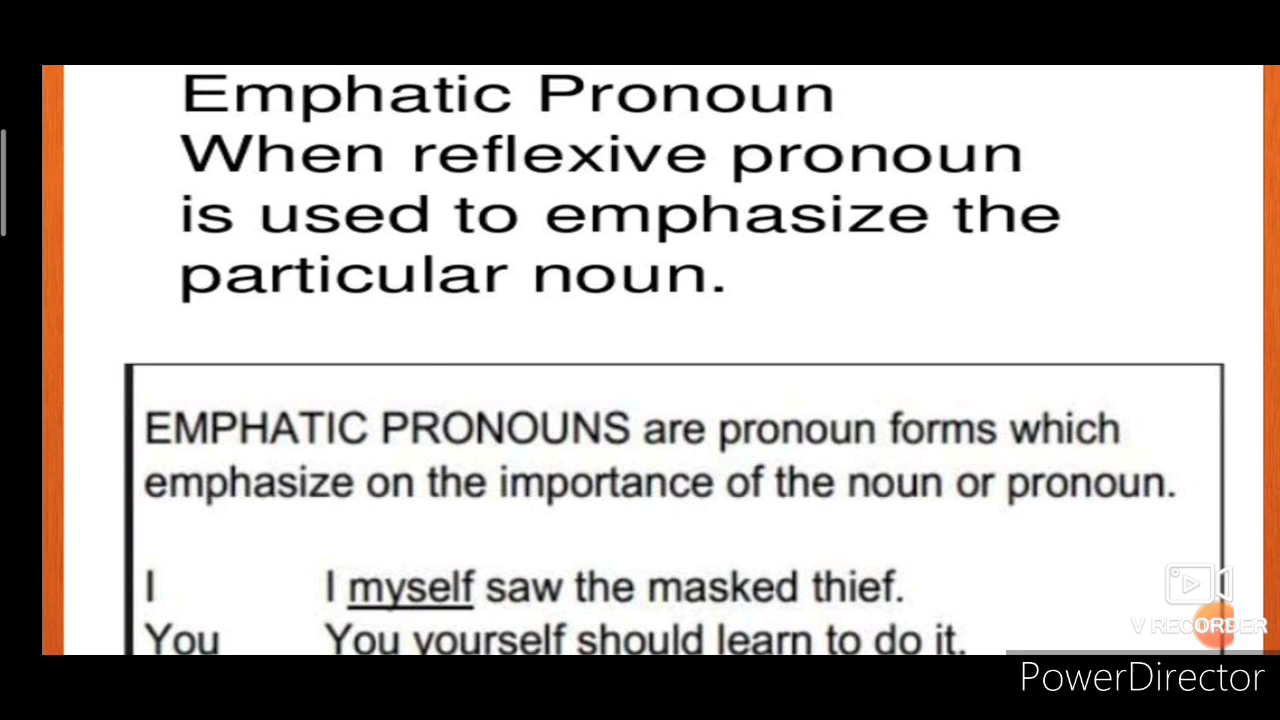 Emphatic Pronoun
When reflexive pronoun
is used to emphasize the
particular noun.
EMPHATIC PRONOUNS are pronoun forms which
emphasize on the importance of the noun or pronoun.
I I myself saw the masked thief.
You You yourself should learn to do it.
V RECORDER
PowerDirector